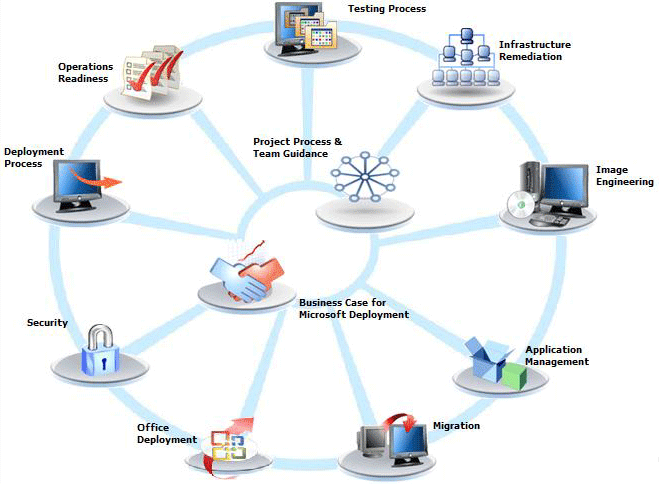 Testing Process
Infrastructure
Remediation
Operations
Readiness
Project Process &
Team Guidance
Deployment
Process
Image
Engineering
Business Case for
Microsoft Deployment
Security
Application
Management
Office
Deployment
Migration